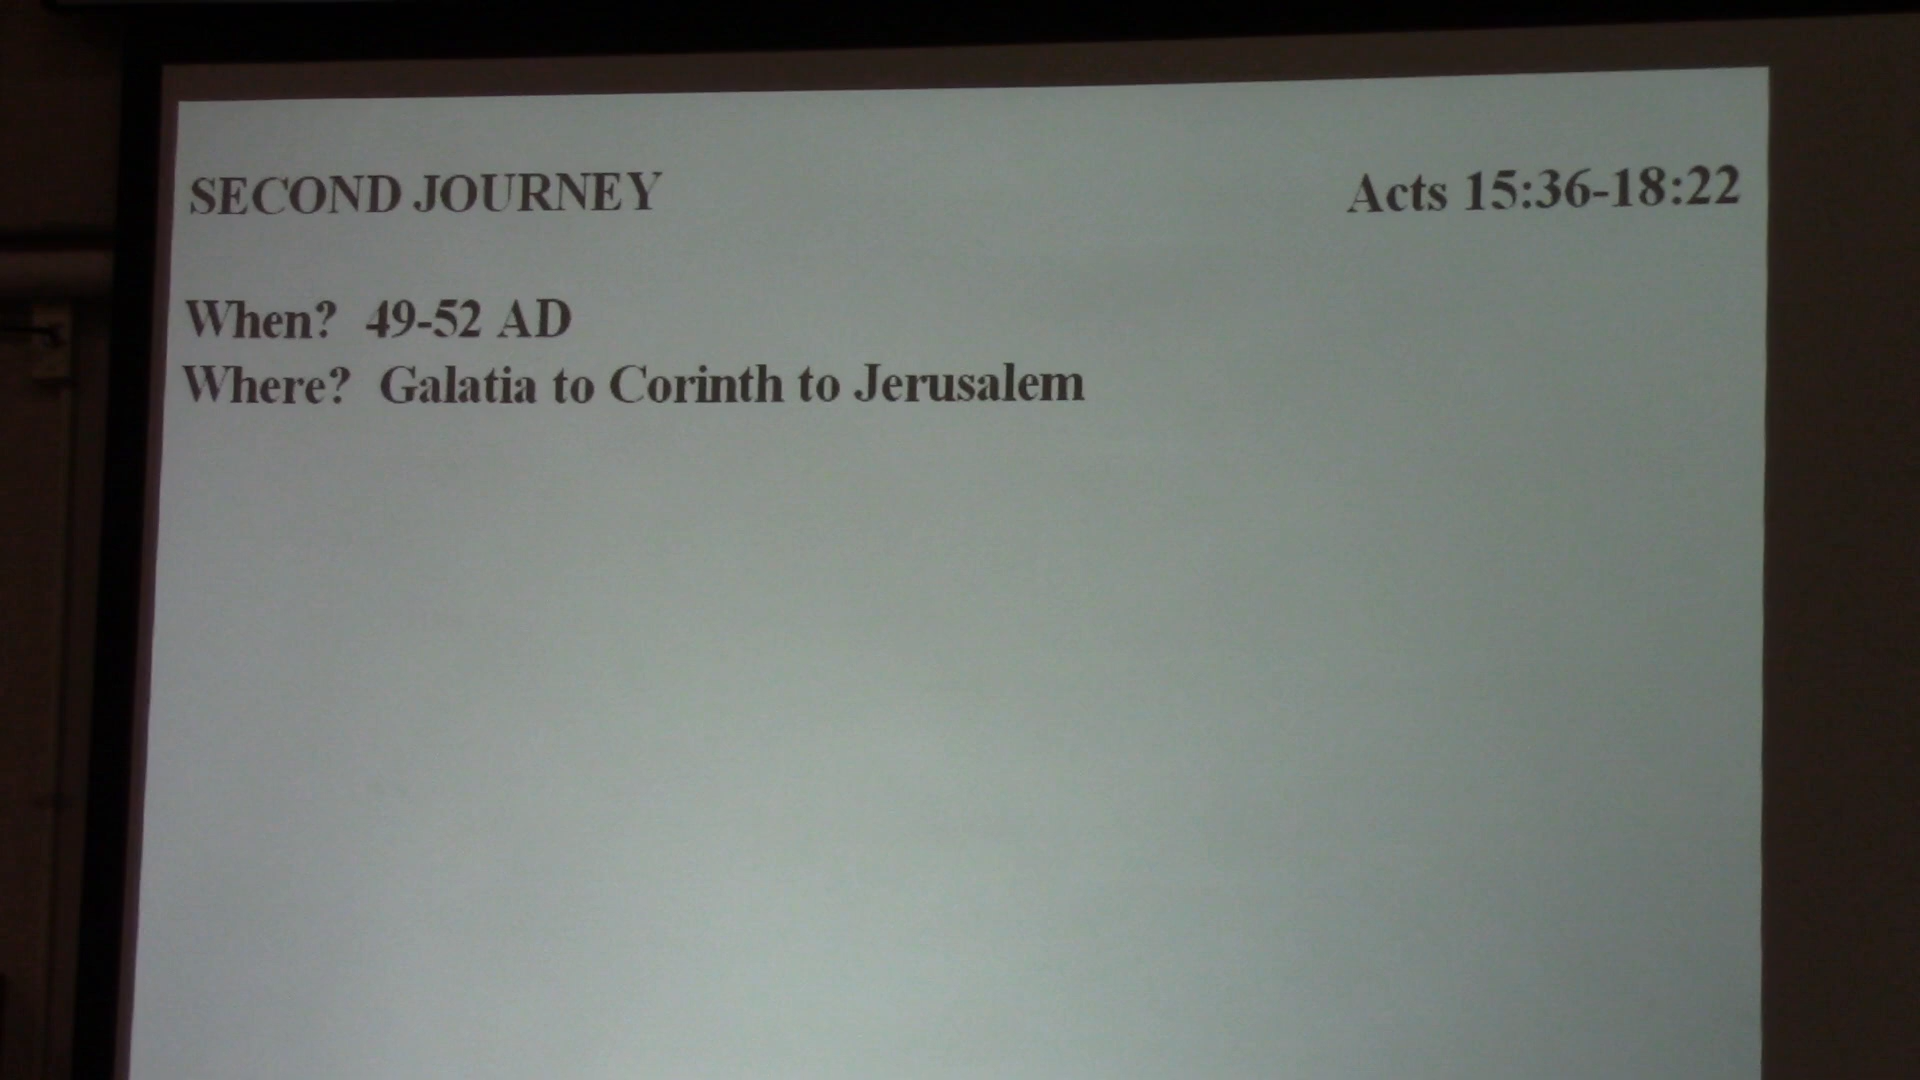 SECOND JOURNEY Acts 15:36-18:22
When? 49-52 AD
Where? Galatia to Corinth to Jerusalem